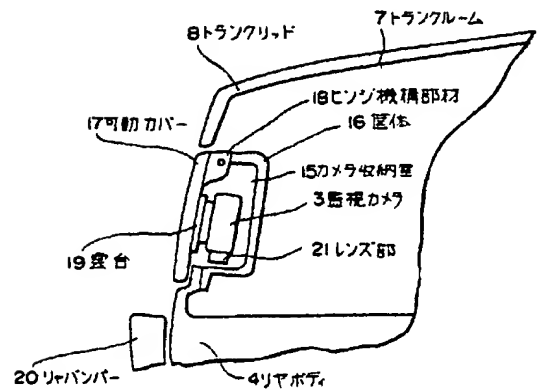 7トランクルーム
8トランクリッド
18ヒンジ機構部材
17可動カバー
16筐体
15カメラ収納室
3監視カメラ
19窪台
21レンズ部
20リャバンパー
4リヤボディ